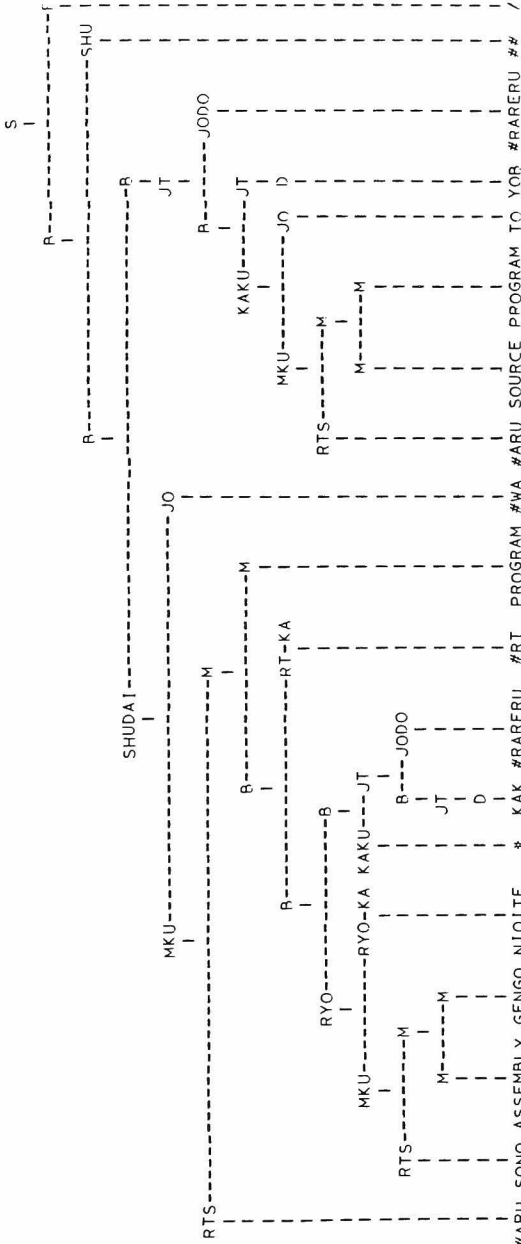 S
B F
B SHU
SHUDAI B
MKU JO JT
RTS M B JODO
B M KAKU JT
B RT-KA MKU JO D
RYO B RTS M
MKU RYO-KA KAKU JT M M
RTS M B JODO
M M JT
D
#ARU SONO ASSEMBLY GENGO NIOITE * KAK #RARERU #RT PROGRAM #WA #ARU SOURCE PROGRAM TO YOB #RARERU ## /